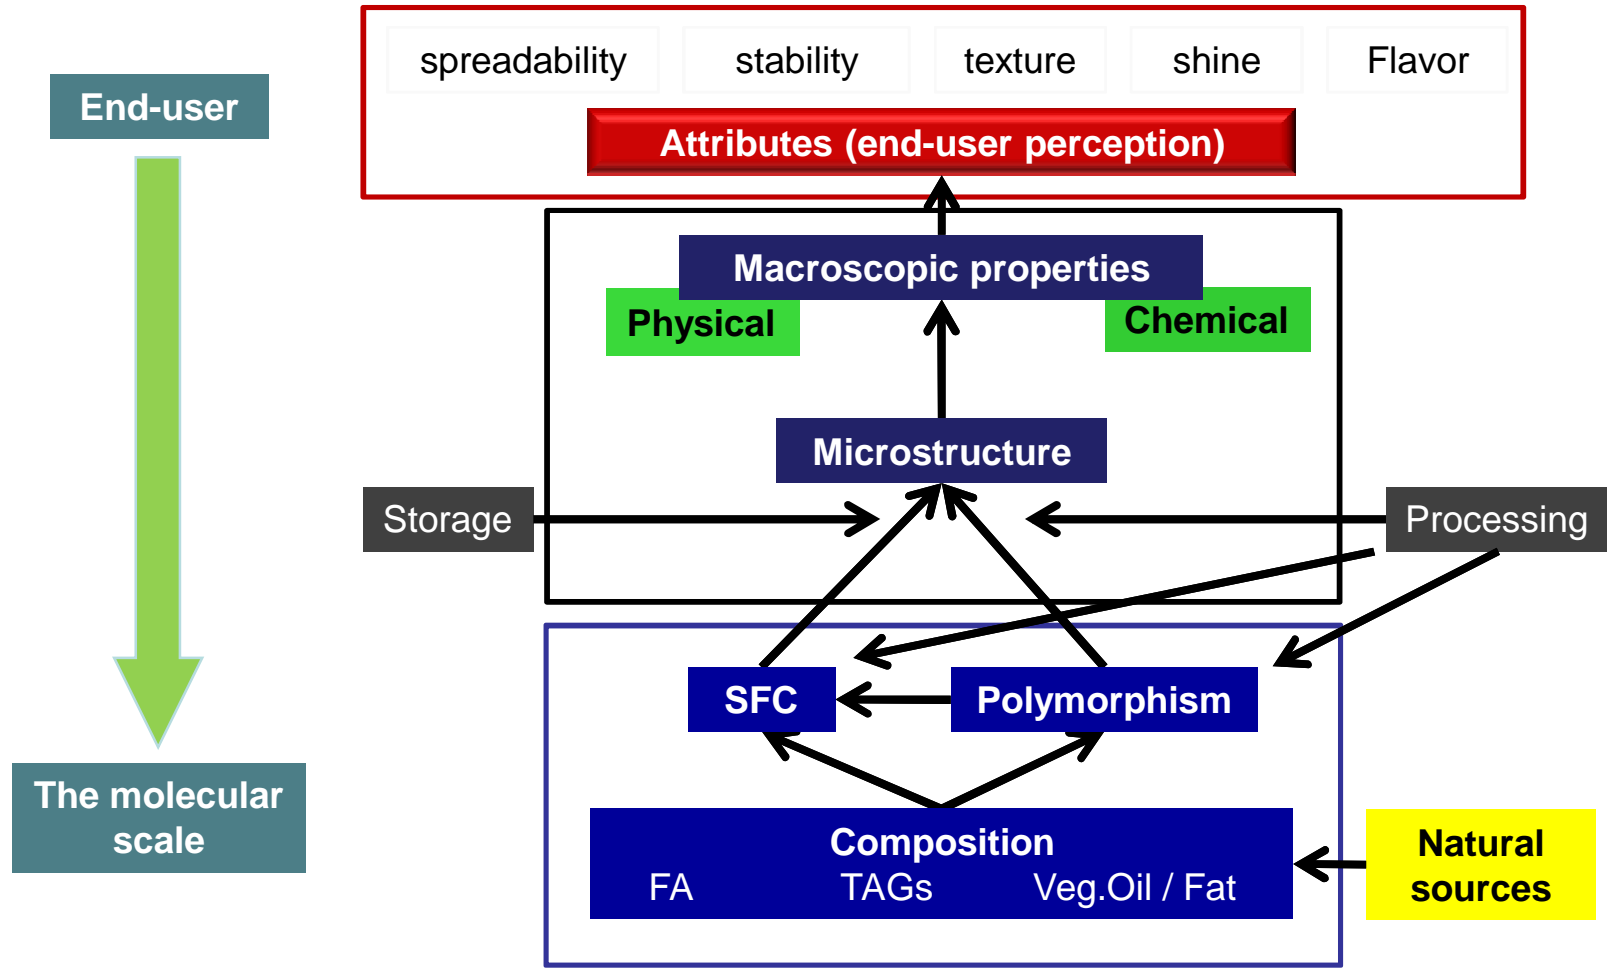 spreadability
stability
texture
shine
Flavor
End-user
Attributes (end-user perception)
Macroscopic properties
Physical
Chemical
Microstructure
Storage
Processing
SFC
Polymorphism
The molecular
scale
Composition
FA
TAGs
Veg.Oil / Fat
Natural
sources